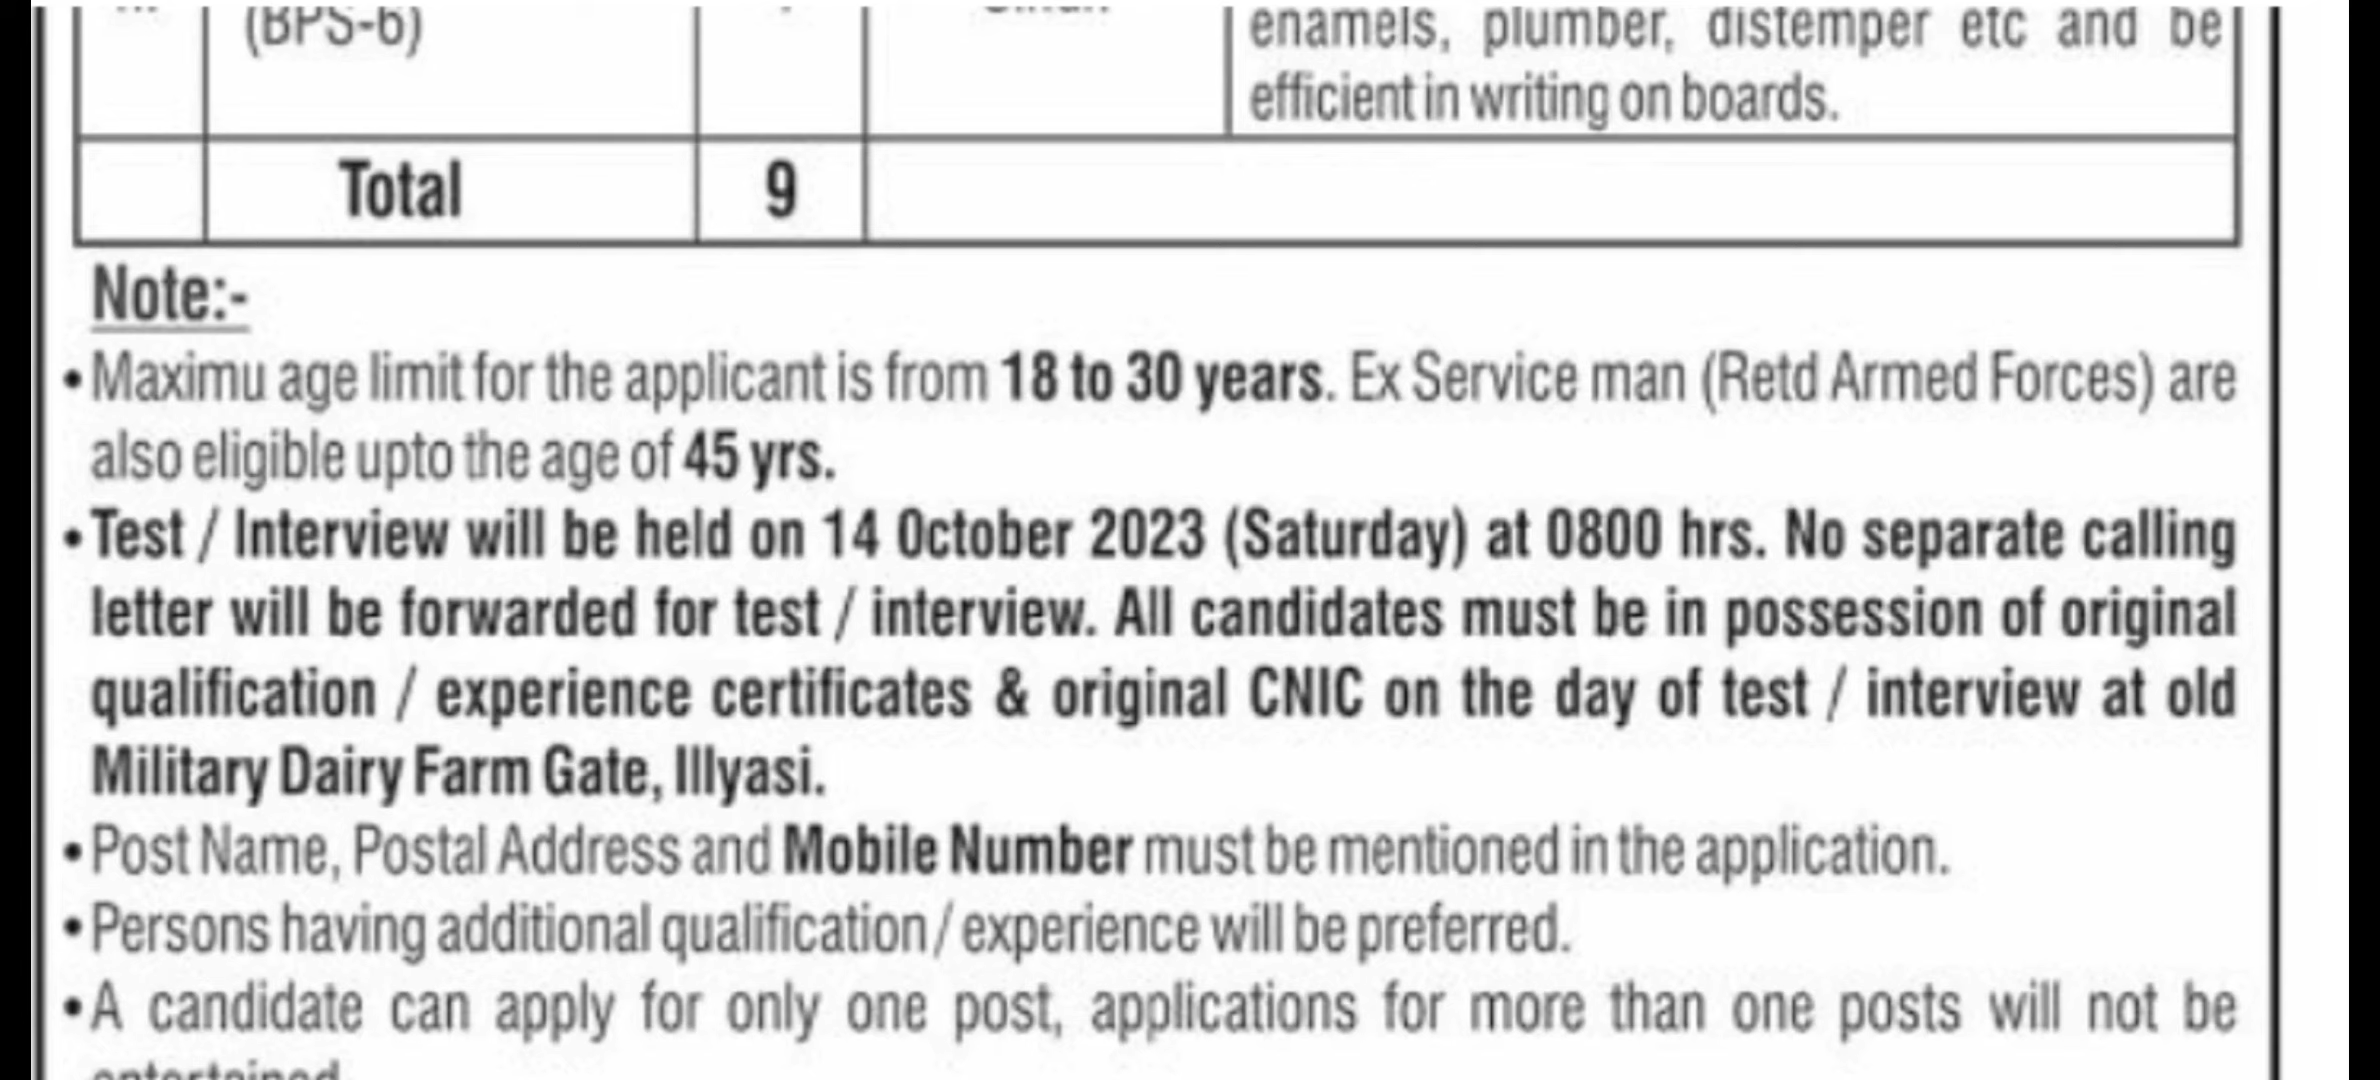 (BPS-6)
enamels, plumber, distemper etc and be
efficient in writing on boards.
Total 9
Note:-
•Maximu age limit for the applicant is from 18 to 30 years. Ex Service man (Retd Armed Forces) are
also eligible upto the age of 45 yrs.
•Test / Interview will be held on 14 October 2023 (Saturday) at 0800 hrs. No separate calling
letter will be forwarded for test / interview. All candidates must be in possession of original
qualification / experience certificates & original CNIC on the day of test / interview at old
Military Dairy Farm Gate, Illyasi.
•Post Name, Postal Address and Mobile Number must be mentioned in the application.
•Persons having additional qualification / experience will be preferred.
•A candidate can apply for only one post, applications for more than one posts will not be
entertained.